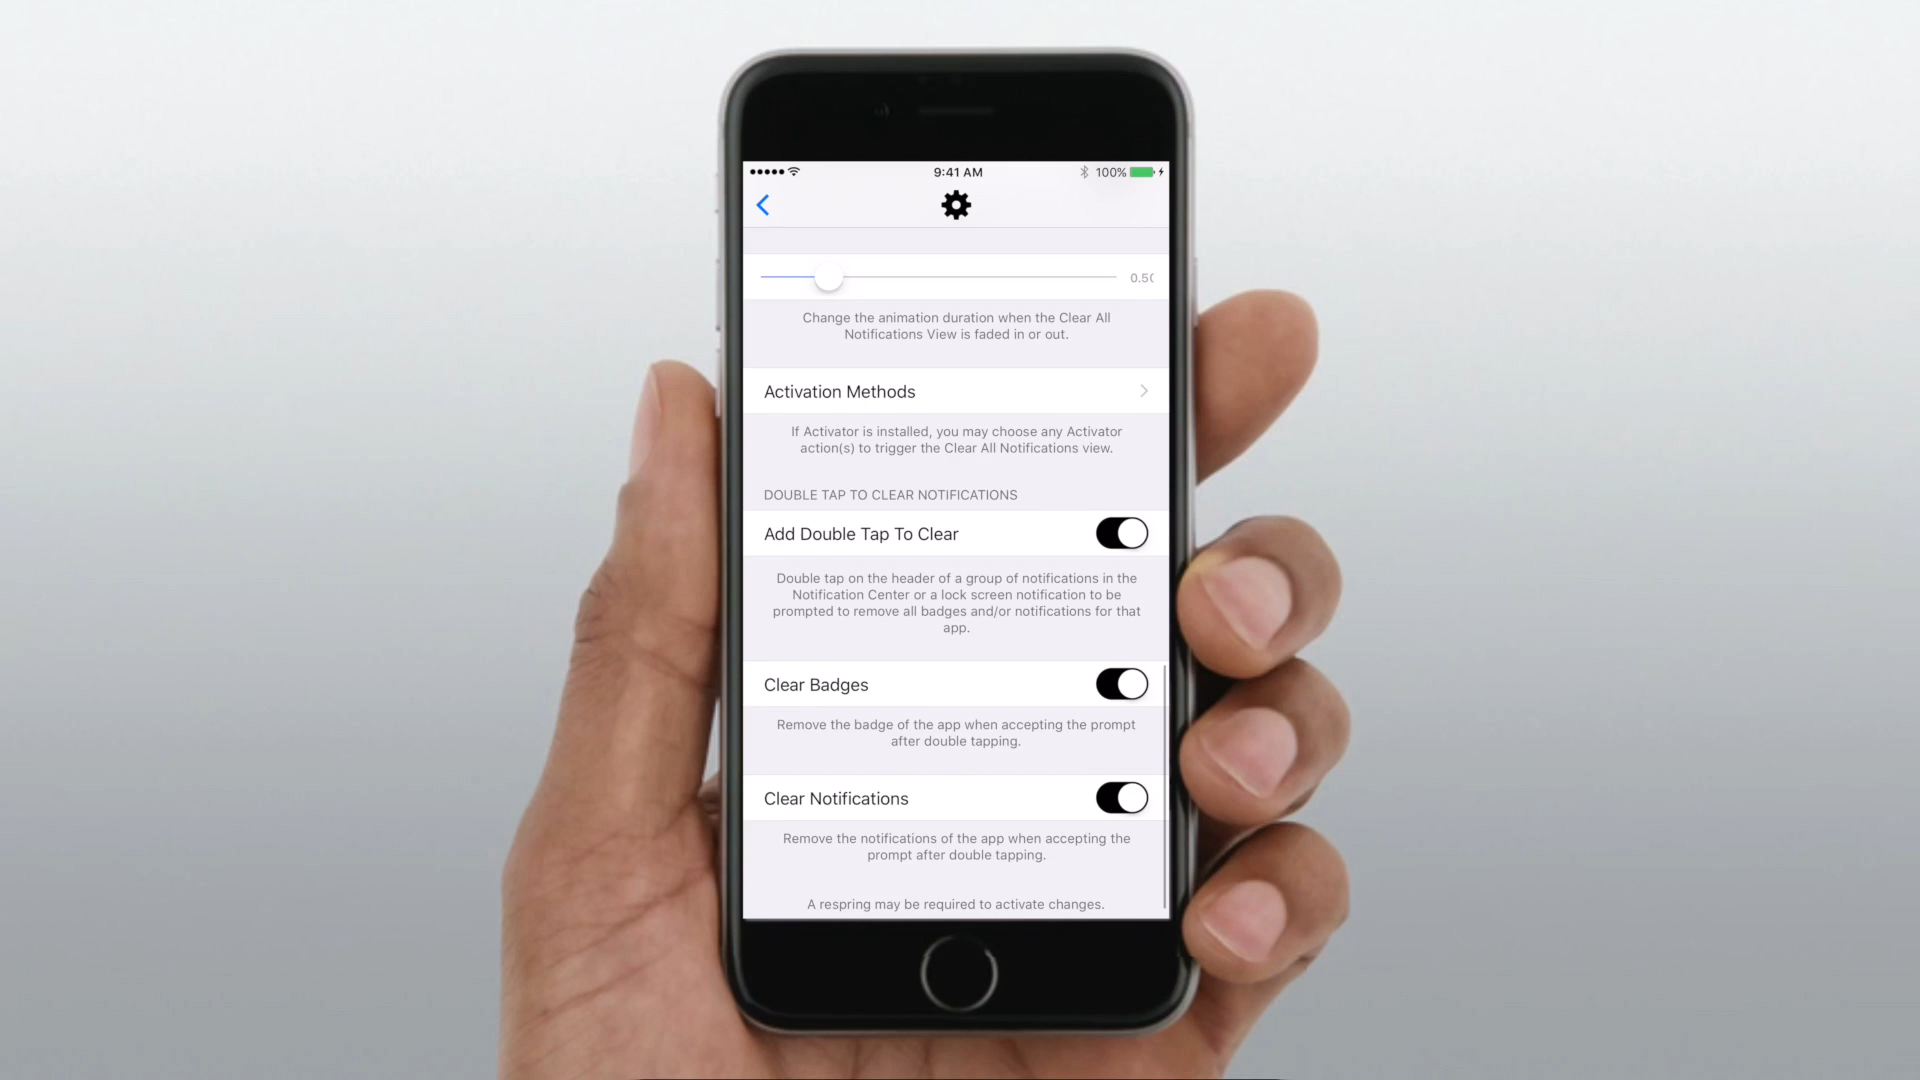 9:41 AM
100%
0.50
Change the animation duration when the Clear All
Notifications View is faded in or out.
Activation Methods
If Activator is installed, you may choose any Activator
action(s) to trigger the Clear All Notifications view.
DOUBLE TAP TO CLEAR NOTIFICATIONS
Add Double Tap To Clear
Double tap on the header of a group of notifications in the
Notification Center or a lock screen notification to be
prompted to remove all badges and/or notifications for that
app.
Clear Badges
Remove the badge of the app when accepting the prompt
after double tapping.
Clear Notifications
Remove the notifications of the app when accepting the
prompt after double tapping.
A respring may be required to activate changes.